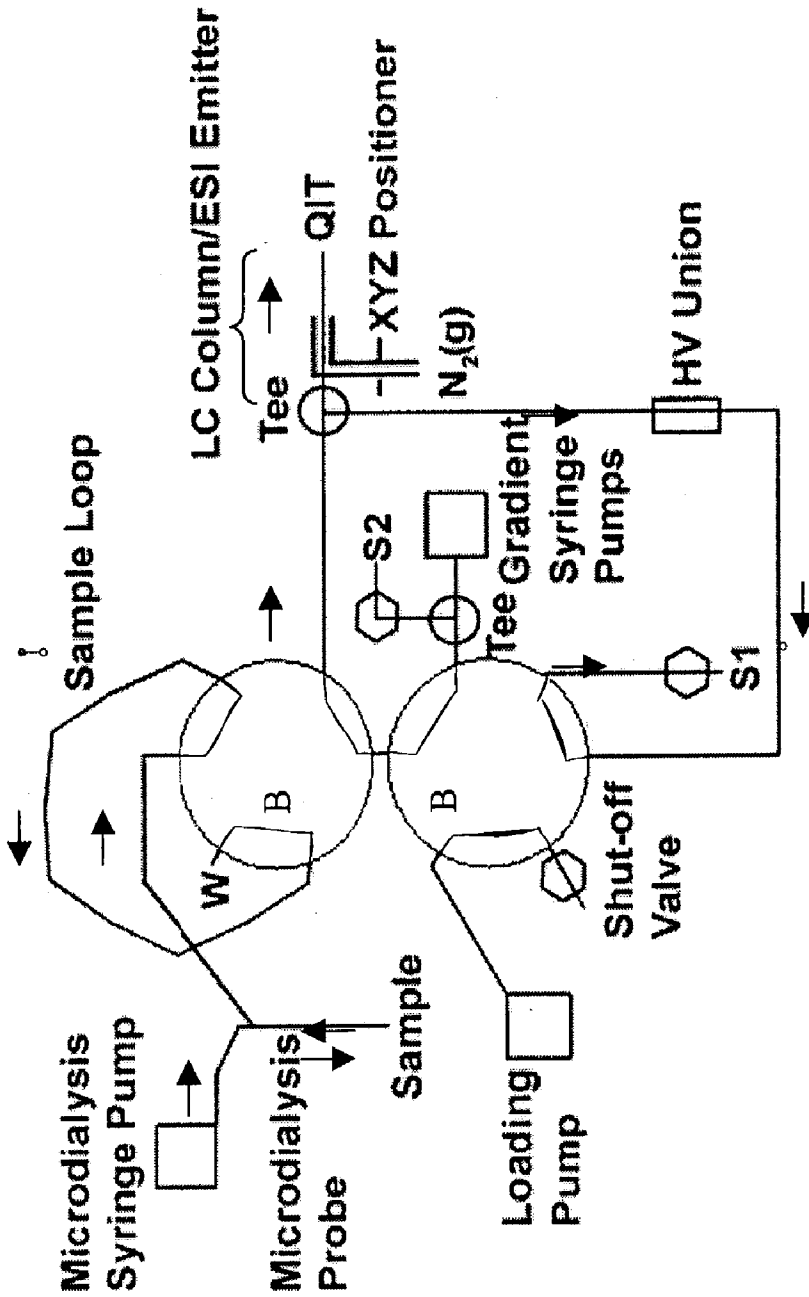 Microdialysis
Syringe Pump
Microdialysis
Probe
Sample
Loading
Pump
Sample Loop
W
B
B
Shut-off
Valve
LC Column/ESI Emitter
Tee
QIT
XYZ Positioner
N₂(g)
S2
Tee
Gradient
Syringe
Pumps
S1
HV Union